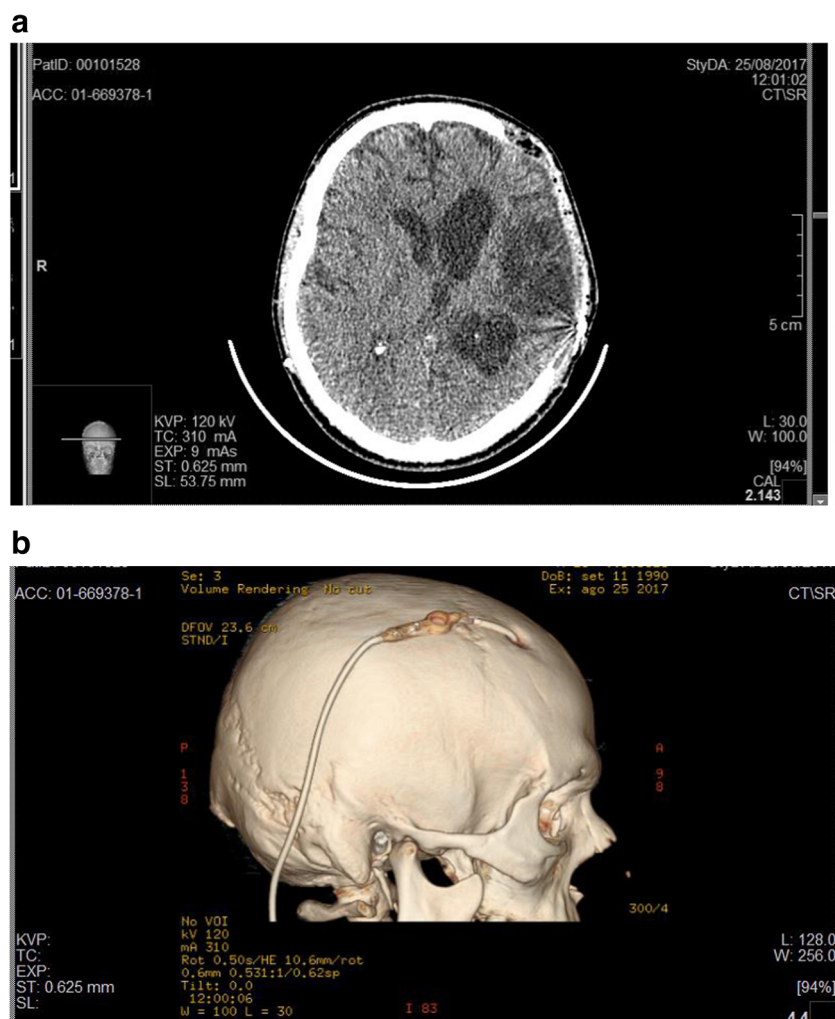 a
PatID: 00101528
StyDA: 25/08/2017
12:01:02
ACC: 01-669378-1
CT\SR
R
5 cm
KVP: 120 kV
TC: 310 mA
EXP: 9 mAs
ST: 0.625 mm
SL: 53.75 mm
L: 30.0
W: 100.0
[94%]
CAL
2.143
b
Se: 3
Volume Rendering No cut
DoB: set 11 1990
Ex: ago 25 2017
ACC: 01-669378-1
CT\SR
DFOV 23.6 cm
STND/I
P
1
3
8
A
9
8
300/4
No VOI
kV 120
mA 310
Rot 0.50s/HE 10.6mm/rot
0.6mm 0.531:1/0.62sp
Tilt: 0.0
12:00:06
W = 100 L = 30
I 83
KVP:
TC:
EXP:
ST: 0.625 mm
SL:
L: 128.0
W: 256.0
[94%]